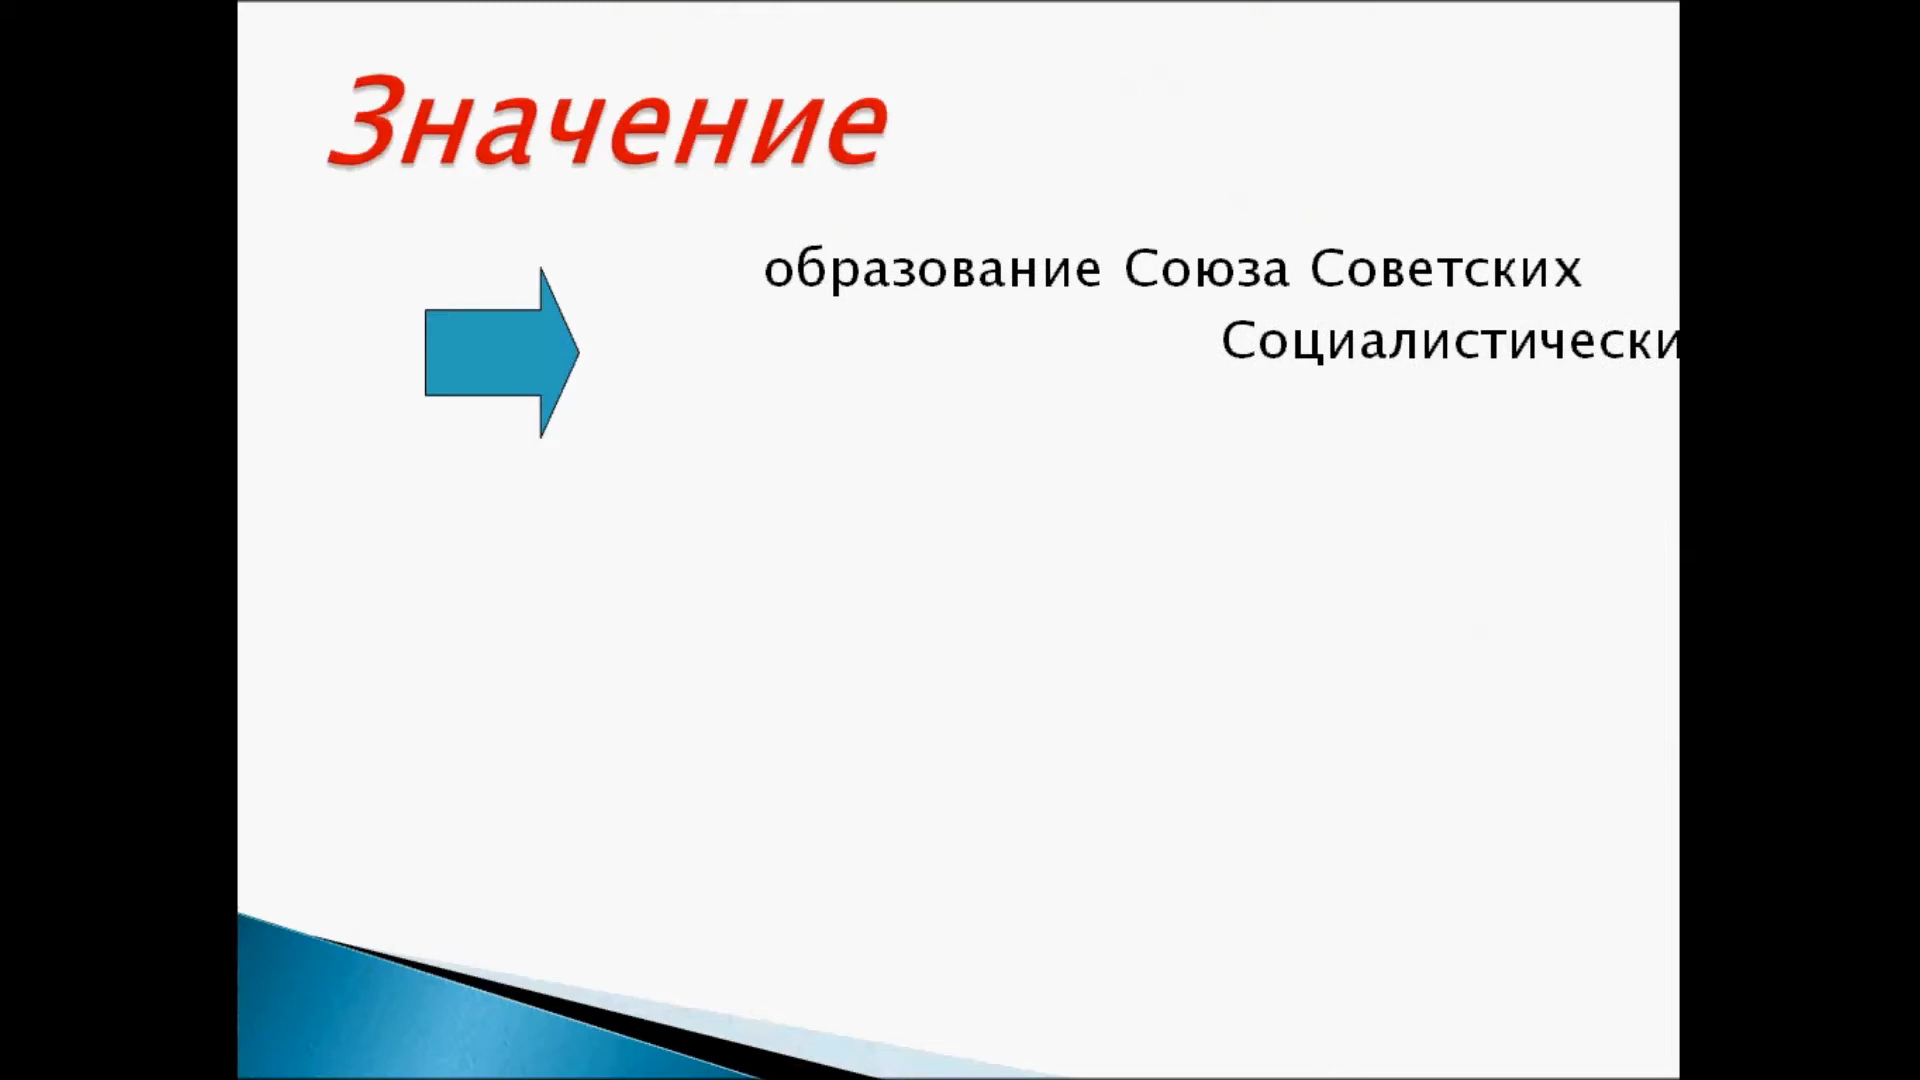 Значение
образование Союза Советских
Социалистически